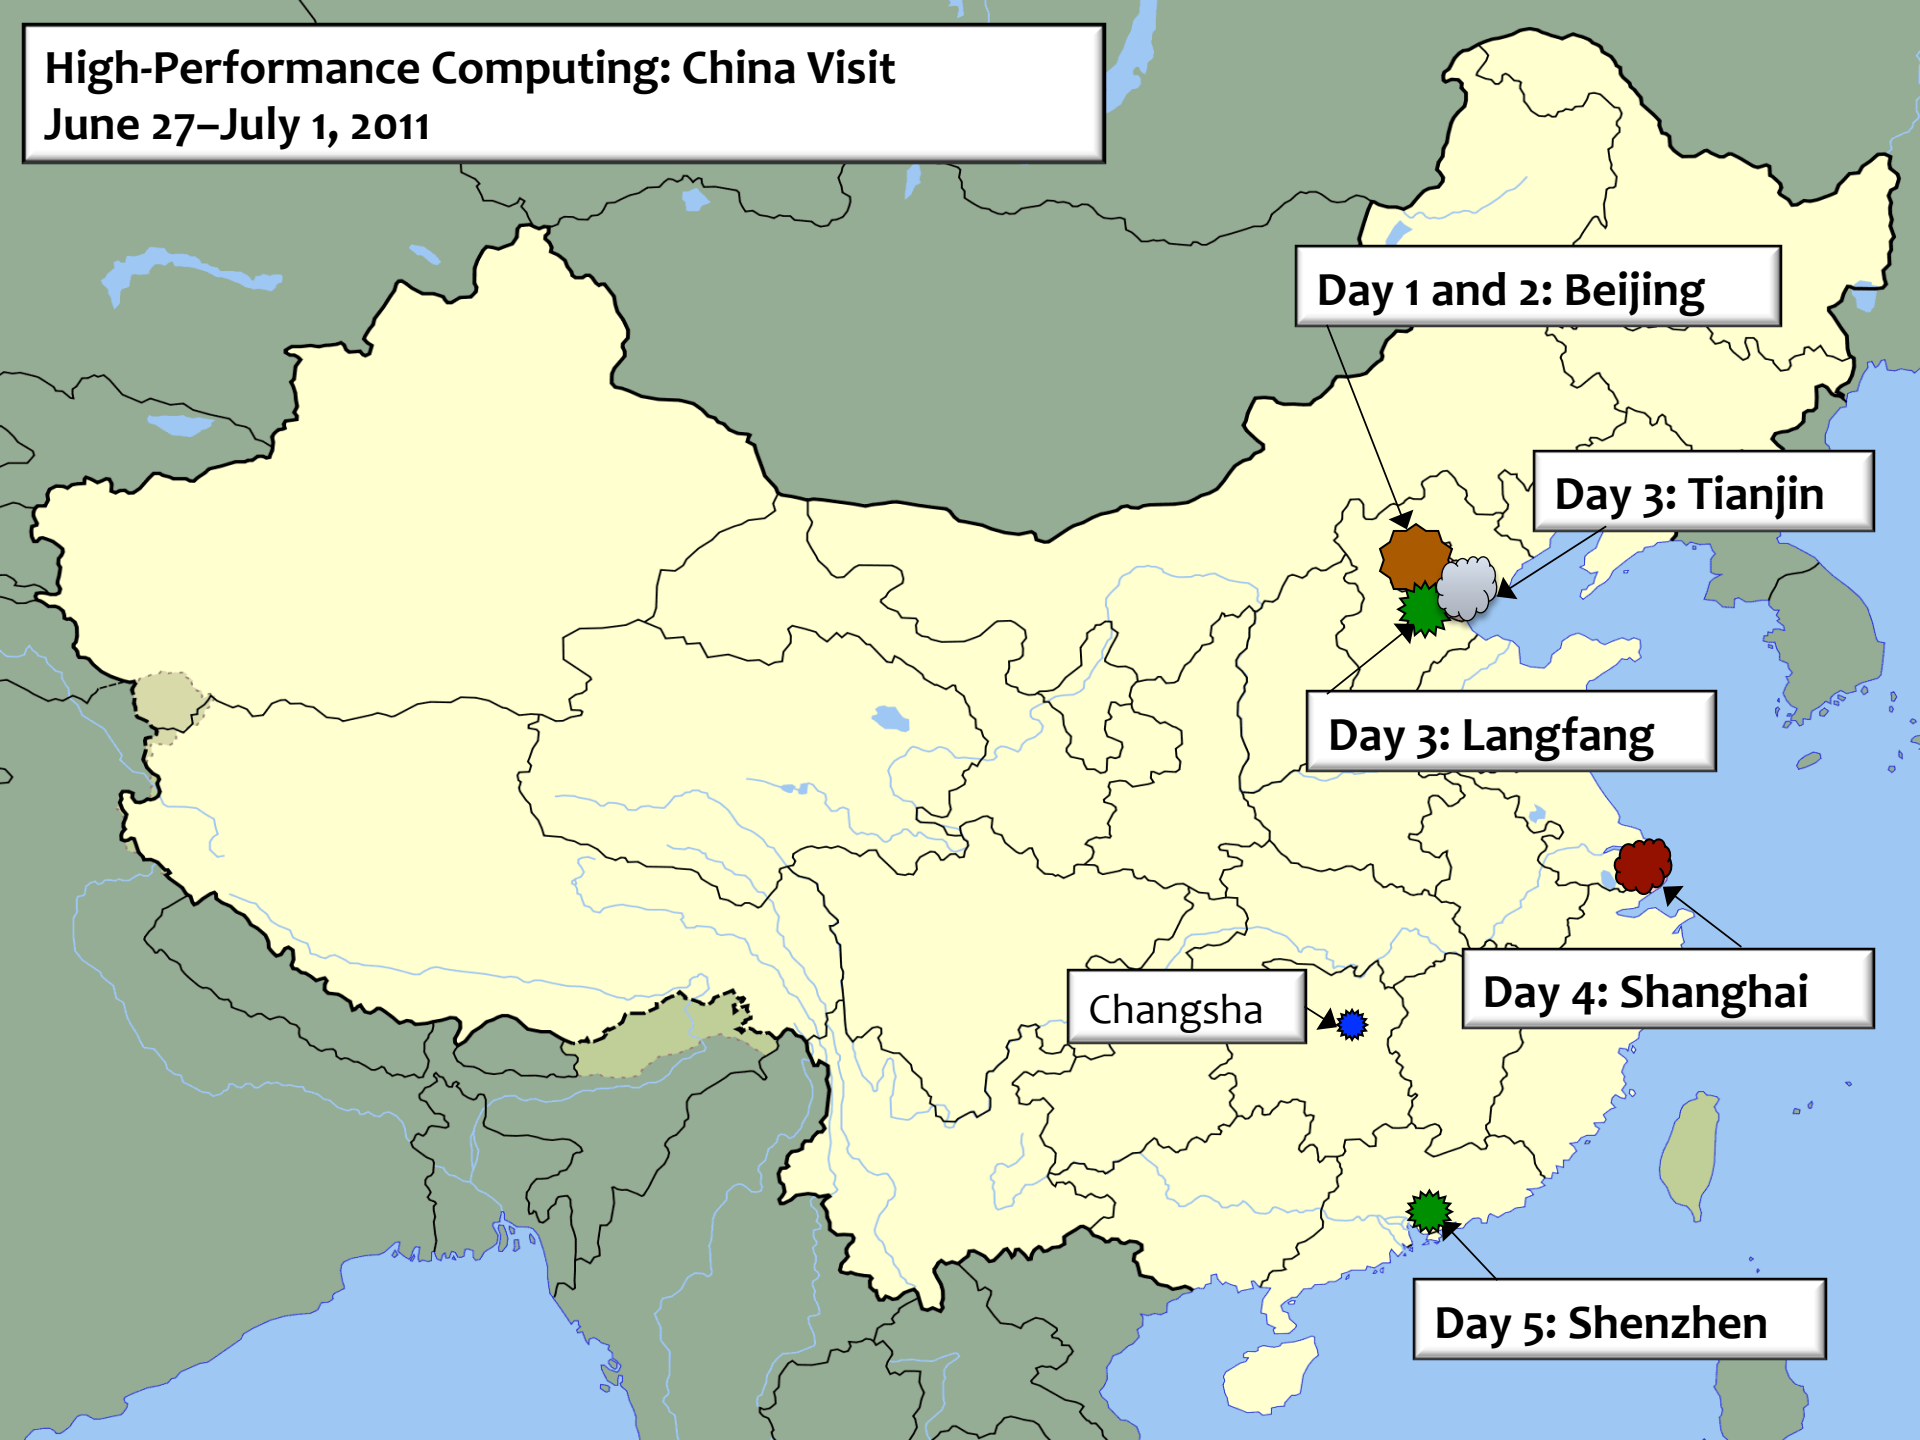 High-Performance Computing: China Visit
June 27–July 1, 2011
Day 1 and 2: Beijing
Day 3: Tianjin
Day 3: Langfang
Day 4: Shanghai
Changsha
Day 5: Shenzhen